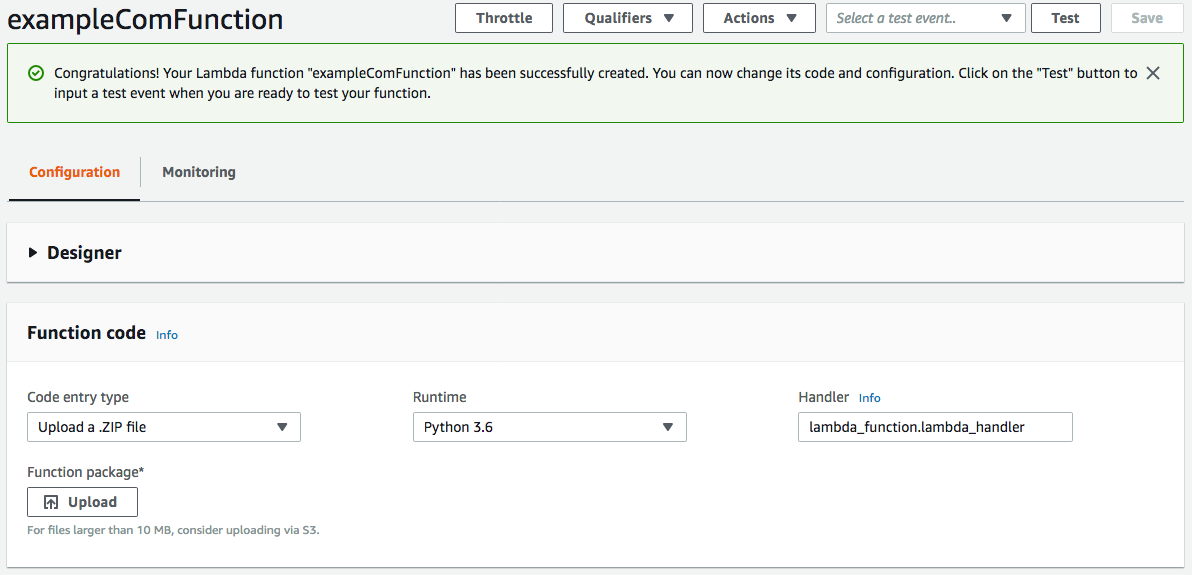 exampleComFunction
Throttle
Qualifiers
Actions
Select a test event..
Test
Save
Congratulations! Your Lambda function "exampleComFunction" has been successfully created. You can now change its code and configuration. Click on the "Test" button to
input a test event when you are ready to test your function.
Configuration
Monitoring
Designer
Function code Info
Code entry type
Runtime
Handler Info
Upload a .ZIP file
Python 3.6
lambda_function.lambda_handler
Function package*
Upload
For files larger than 10 MB, consider uploading via S3.